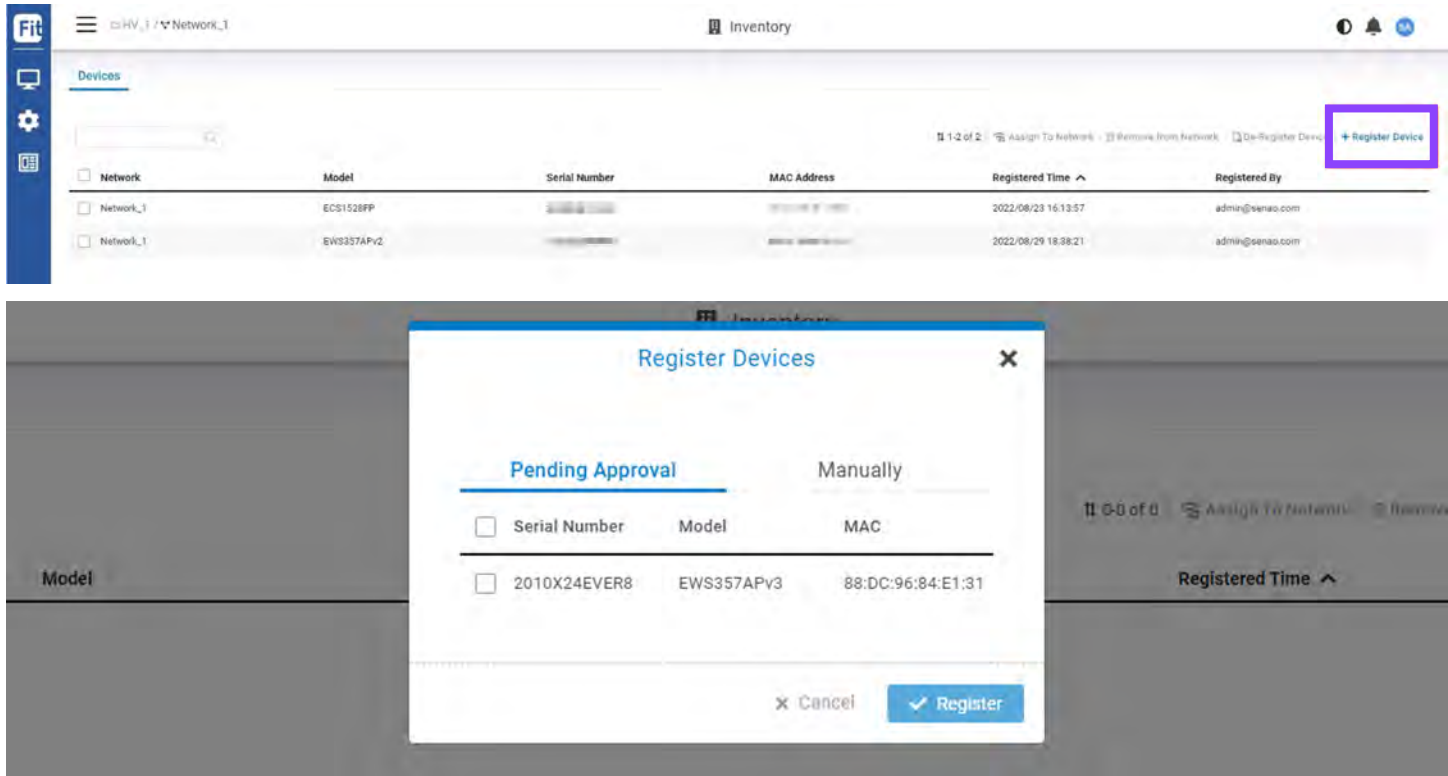 Fit HV_1 / Network_1 Inventory SA
Devices
1-2 of 2 Assign To Network Remove from Network De-Register Device + Register Device
Network Model Serial Number MAC Address Registered Time Registered By
Network_1 ECS1528FP 2022/08/23 16:13:57 admin@senao.com
Network_1 EWS357APv2 2022/08/29 18:38:21 admin@senao.com
Inventory
Register Devices
Pending Approval Manually
0-0 of 0 Assign To Network Remove
Serial Number Model MAC
Model Registered Time
2010X24EVER8 EWS357APv3 88:DC:96:84:E1:31
Cancel Register